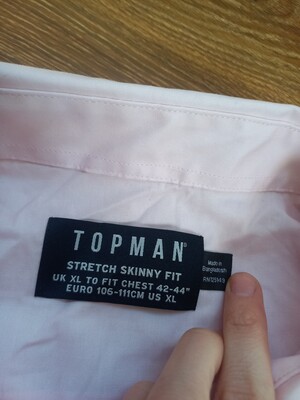 TOPMAN®
STRETCH SKINNY FIT
UK XL TO FIT CHEST 42-44"
EURO 106-111CM US XL
Made in
Bangladesh